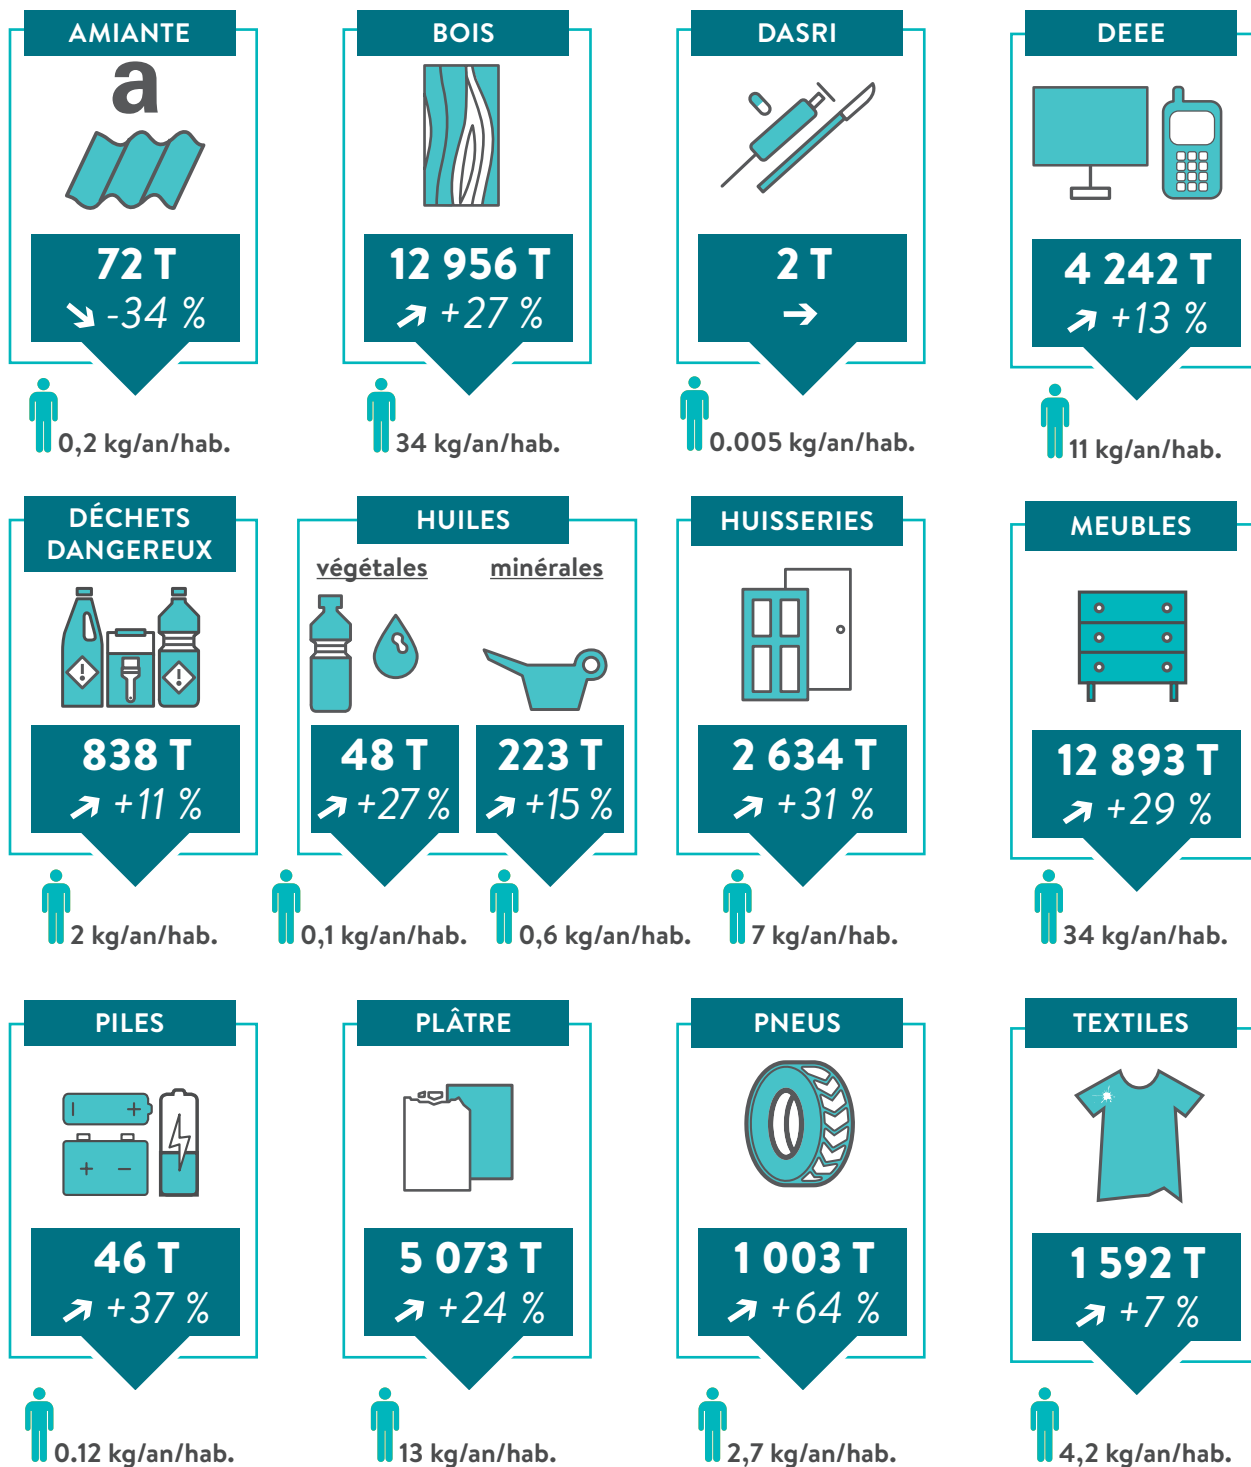 AMIANTE
a
72 T
-34 %
0,2 kg/an/hab.
BOIS
12 956 T
+27 %
34 kg/an/hab.
DASRI
2 T
0.005 kg/an/hab.
DEEE
4 242 T
+13 %
11 kg/an/hab.
DÉCHETS
DANGEREUX
! !
838 T
+11 %
2 kg/an/hab.
HUILES
végétales
48 T
+27 %
0,1 kg/an/hab.
minérales
223 T
+15 %
0,6 kg/an/hab.
HUISSERIES
2 634 T
+31 %
7 kg/an/hab.
MEUBLES
12 893 T
+29 %
34 kg/an/hab.
PILES
46 T
+37 %
0.12 kg/an/hab.
PLÂTRE
5 073 T
+24 %
13 kg/an/hab.
PNEUS
1 003 T
+64 %
2,7 kg/an/hab.
TEXTILES
1 592 T
+7 %
4,2 kg/an/hab.